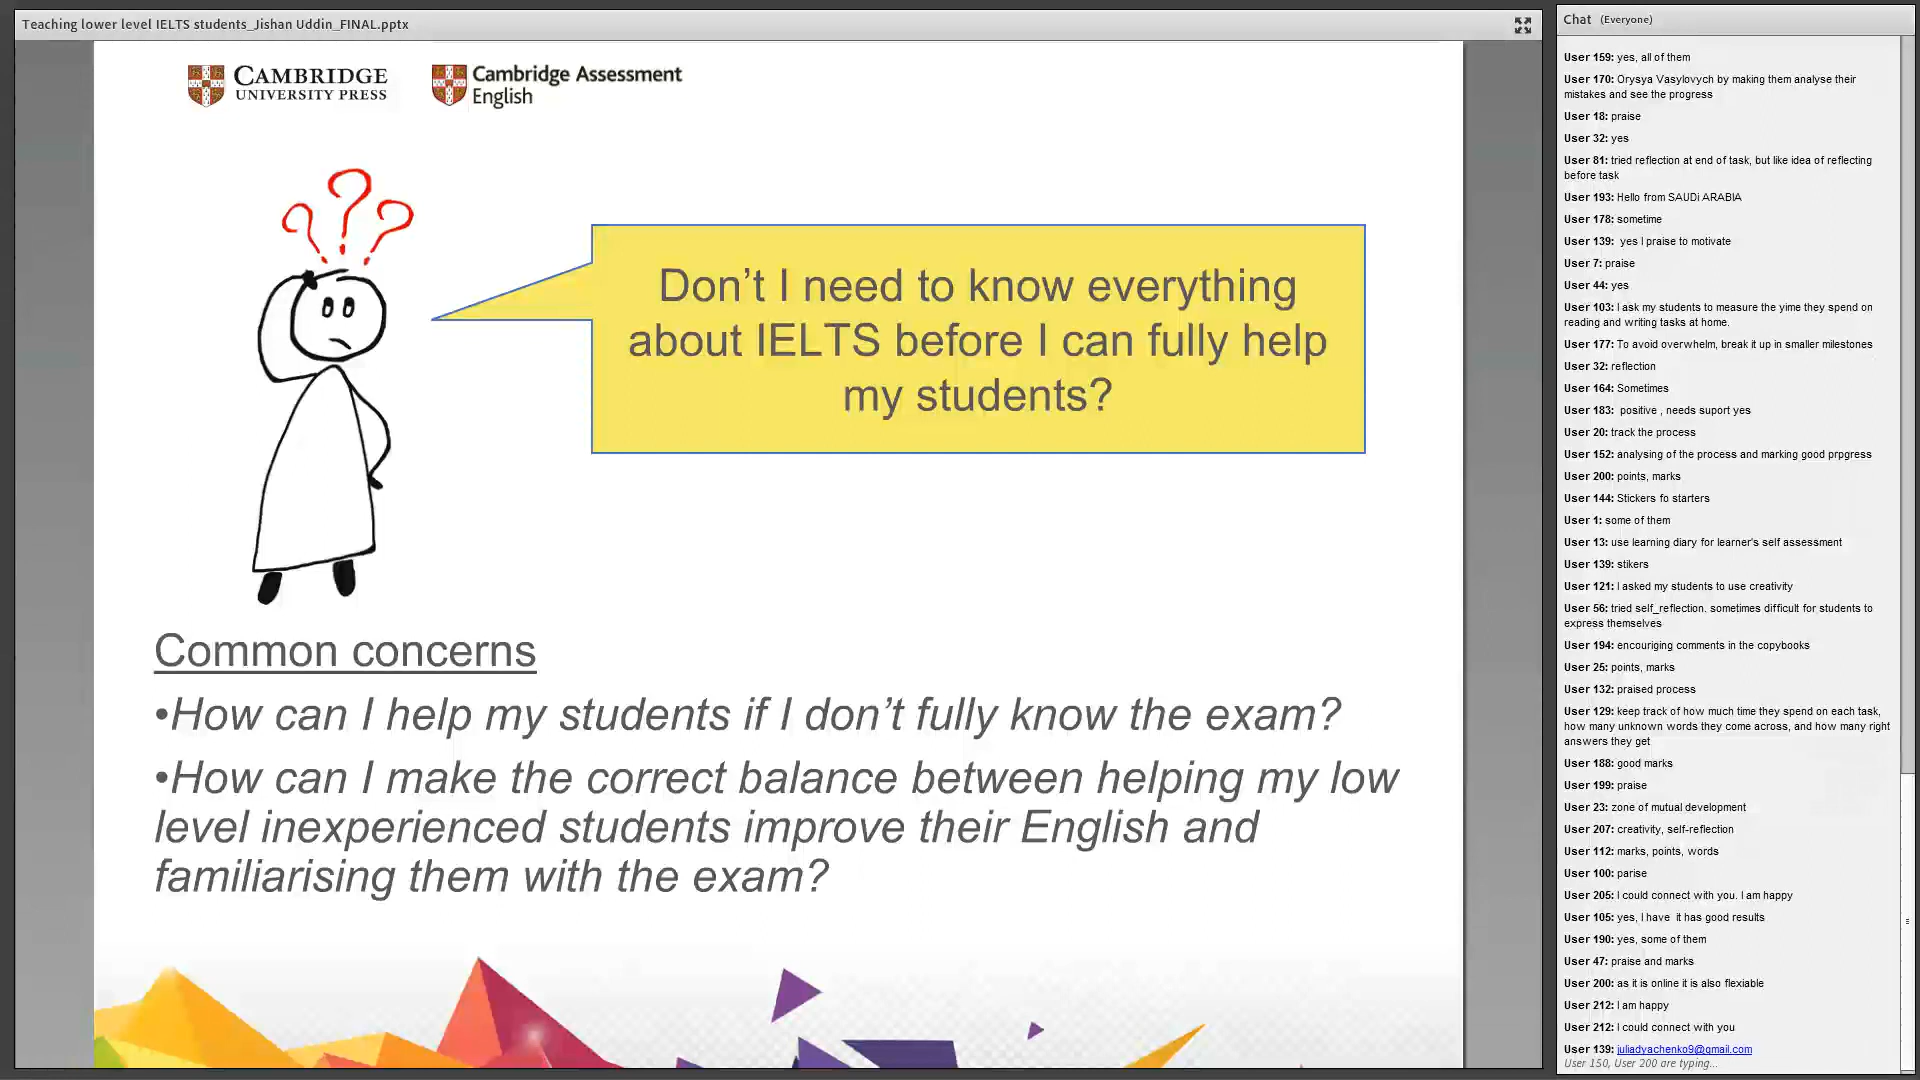 Teaching lower level IELTS students_Jishan Uddin_FINAL.pptx
CAMBRIDGE
UNIVERSITY PRESS
Cambridge Assessment
English
Don’t I need to know everything
about IELTS before I can fully help
my students?
Common concerns
•How can I help my students if I don’t fully know the exam?
•How can I make the correct balance between helping my low
level inexperienced students improve their English and
familiarising them with the exam?
Chat (Everyone)
User 159: yes, all of them
User 170: Orysya Vasylovych by making them analyse their
mistakes and see the progress
User 18: praise
User 32: yes
User 81: tried reflection at end of task, but like idea of reflecting
before task
User 193: Hello from SAUDi ARABIA
User 178: sometime
User 139: yes I praise to motivate
User 7: praise
User 44: yes
User 103: I ask my students to measure the yime they spend on
reading and writing tasks at home.
User 177: To avoid overwhelm, break it up in smaller milestones
User 32: reflection
User 164: Sometimes
User 183: positive , needs suport yes
User 20: track the process
User 152: analysing of the process and marking good prpgress
User 200: points, marks
User 144: Stickers fo starters
User 1: some of them
User 13: use learning diary for learner's self assessment
User 139: stikers
User 121: I asked my students to use creativity
User 56: tried self_reflection. sometimes difficult for students to
express themselves
User 194: encouriging comments in the copybooks
User 25: points, marks
User 132: praised process
User 129: keep track of how much time they spend on each task,
how many unknown words they come across, and how many right
answers they get
User 188: good marks
User 199: praise
User 23: zone of mutual development
User 207: creativity, self-reflection
User 112: marks, points, words
User 100: parise
User 205: I could connect with you. I am happy
User 105: yes, I have it has good results
User 190: yes, some of them
User 47: praise and marks
User 200: as it is online it is also flexiable
User 212: I am happy
User 212: I could connect with you
User 139: juliadyachenko9@gmail.com
User 150, User 200 are typing...